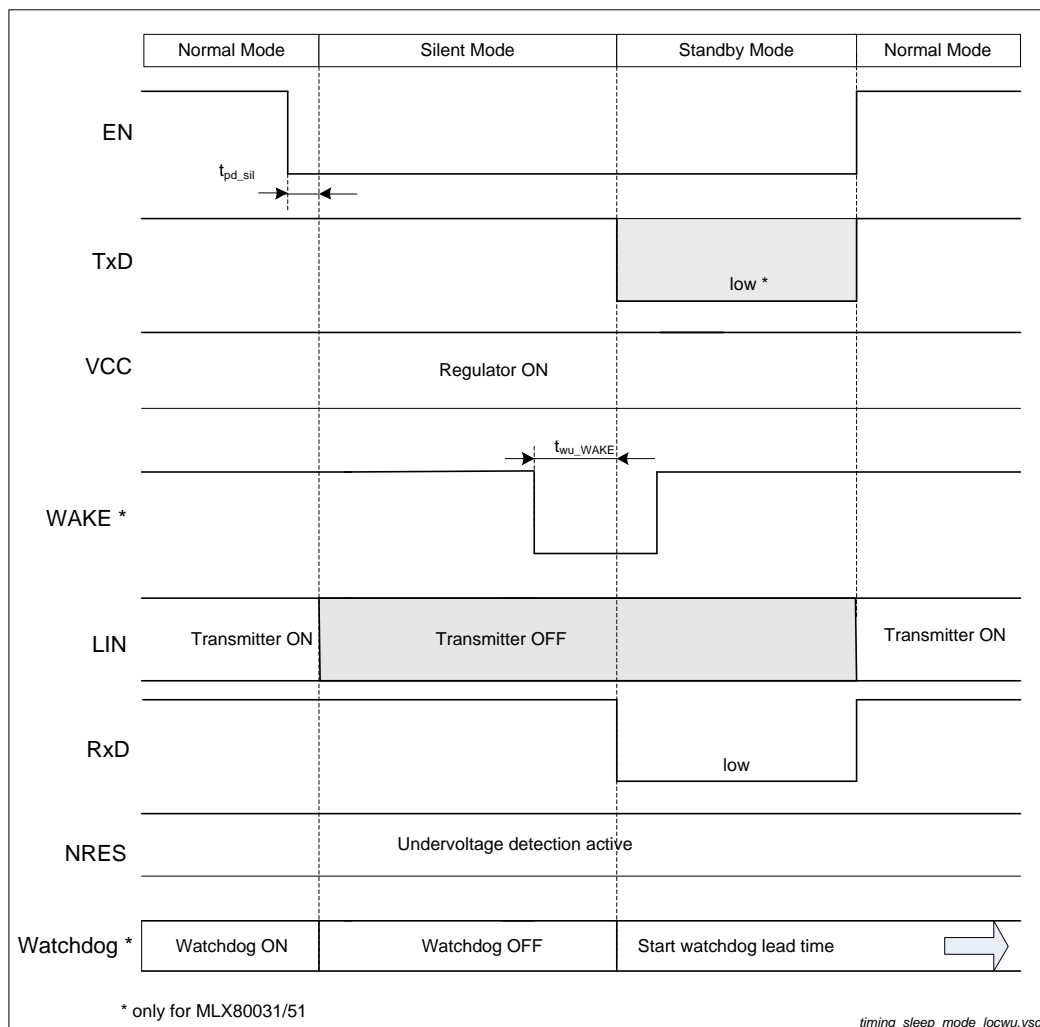 Normal Mode Silent Mode Standby Mode Normal Mode
EN
t_pd_sil
TxD
low *
VCC
Regulator ON
t_wu_WAKE
WAKE *
LIN
Transmitter ON Transmitter OFF Transmitter ON
RxD
low
NRES
Undervoltage detection active
Watchdog *
Watchdog ON Watchdog OFF Start watchdog lead time
* only for MLX80031/51
timing_sleep_mode_locwu.vsd